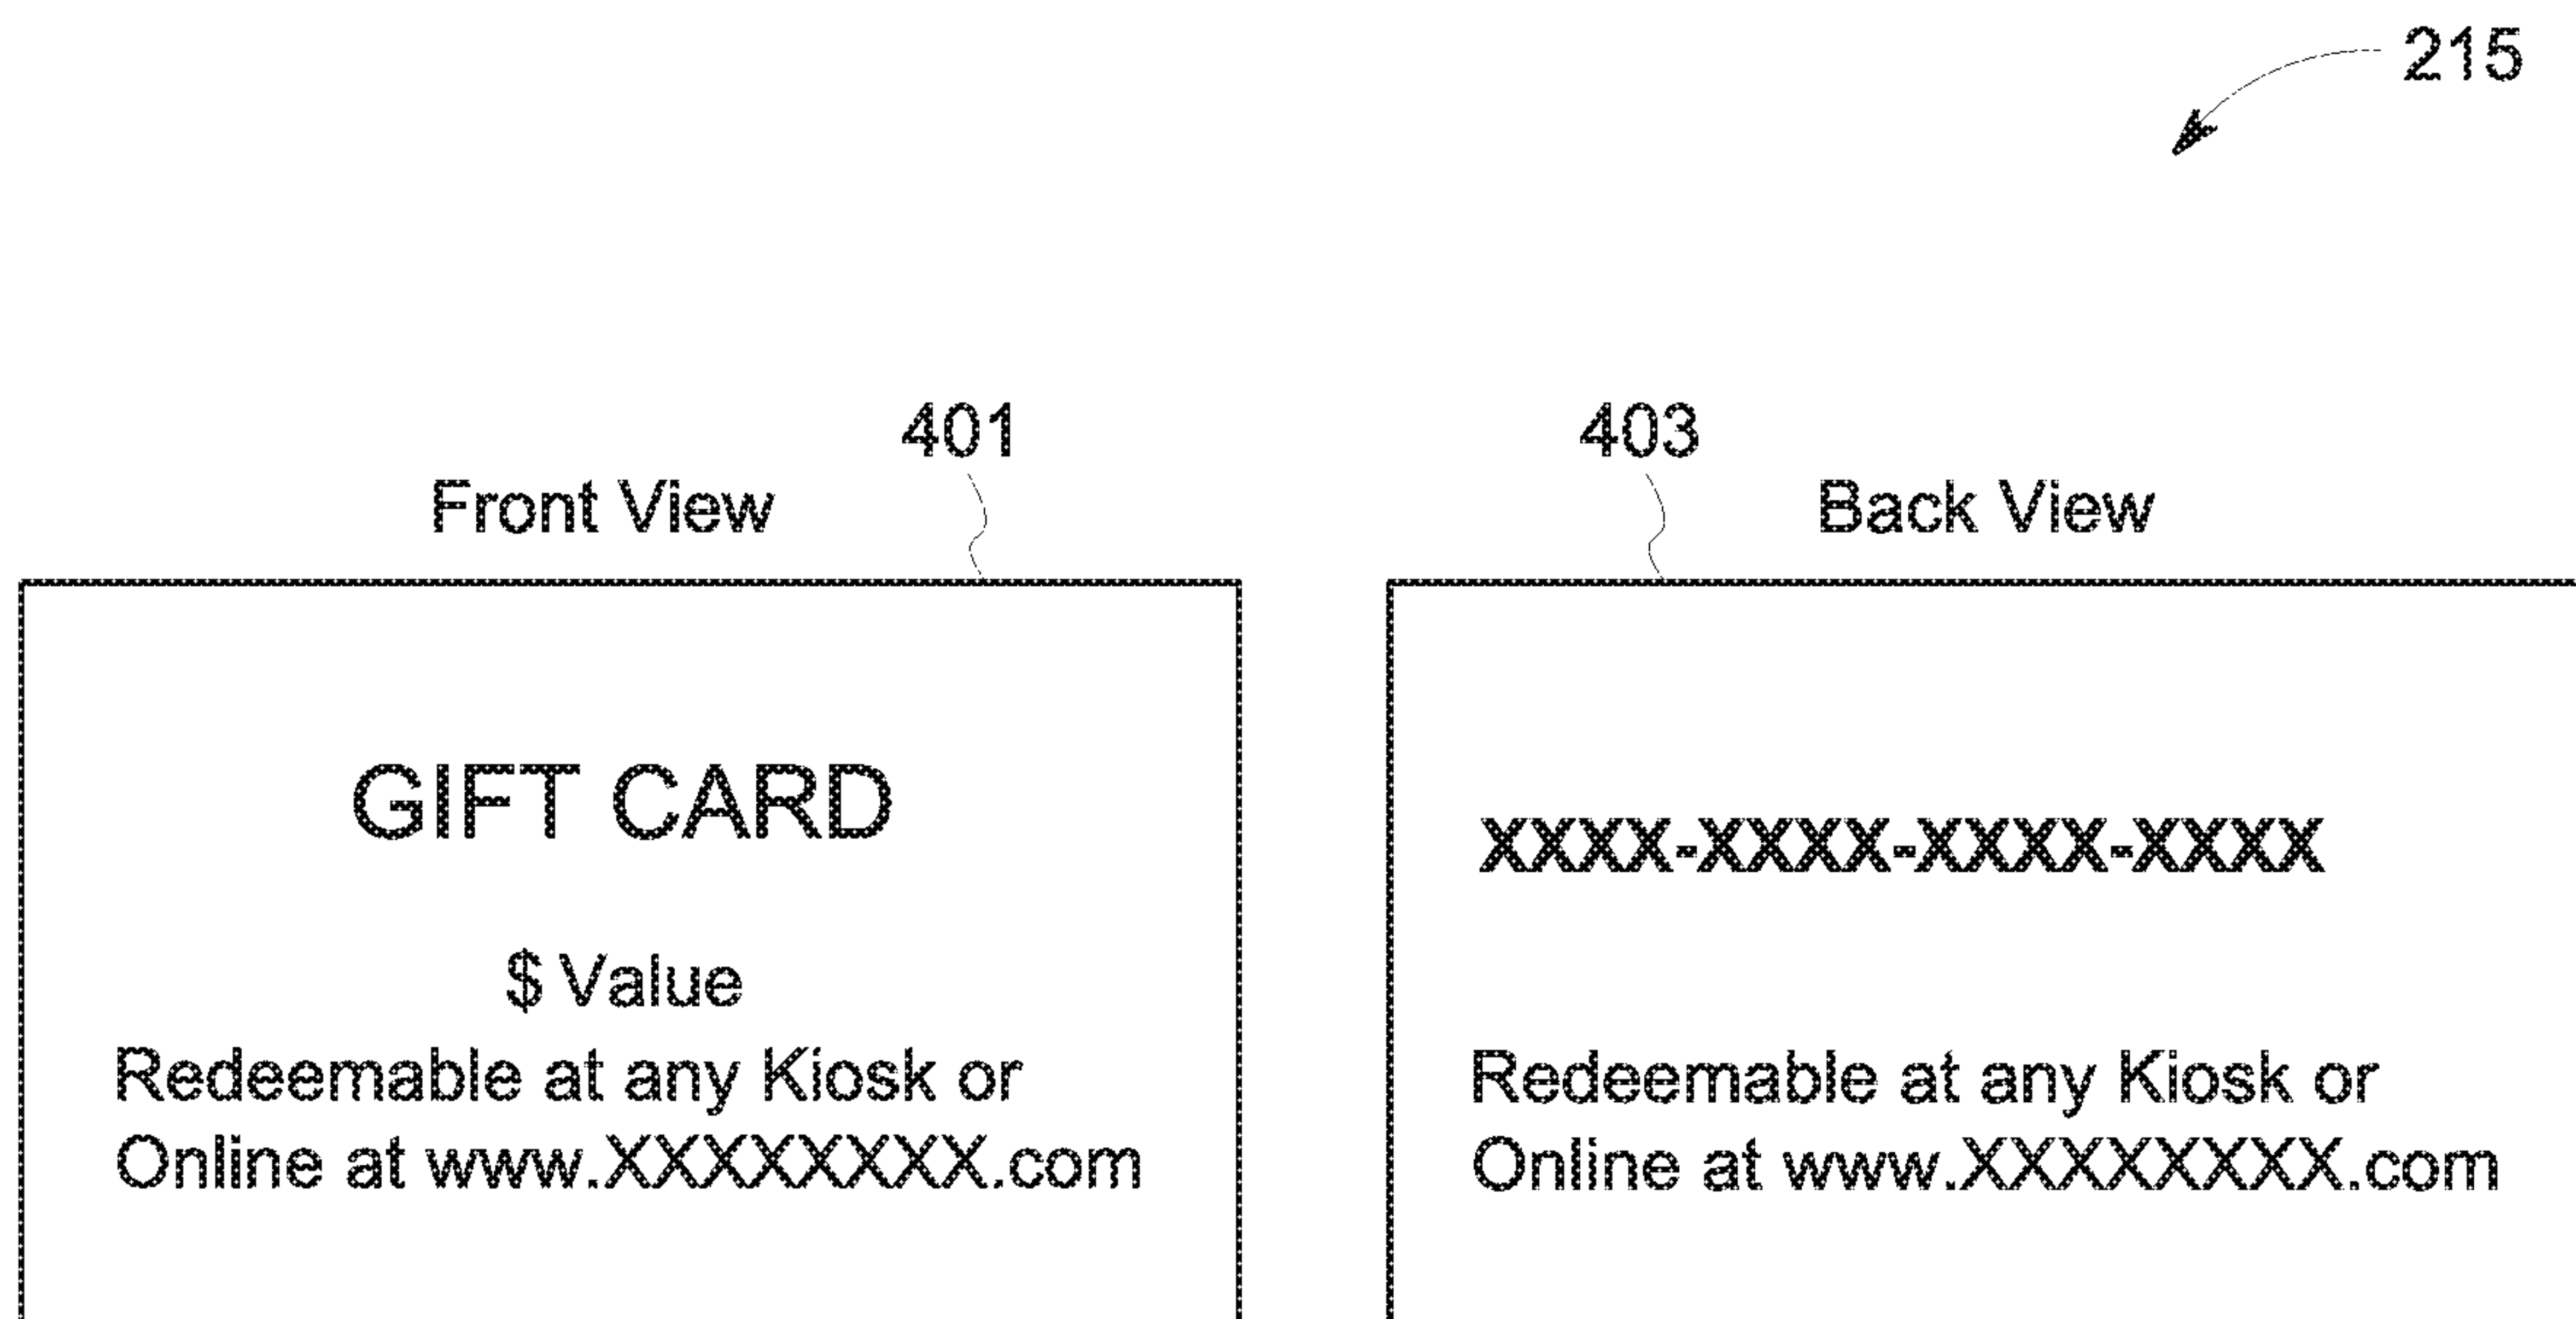 215
401
403
Front View
Back View
GIFT CARD
$ Value
Redeemable at any Kiosk or
Online at www.XXXXXXXX.com
XXXX-XXXX-XXXX-XXXX
Redeemable at any Kiosk or
Online at www.XXXXXXXX.com